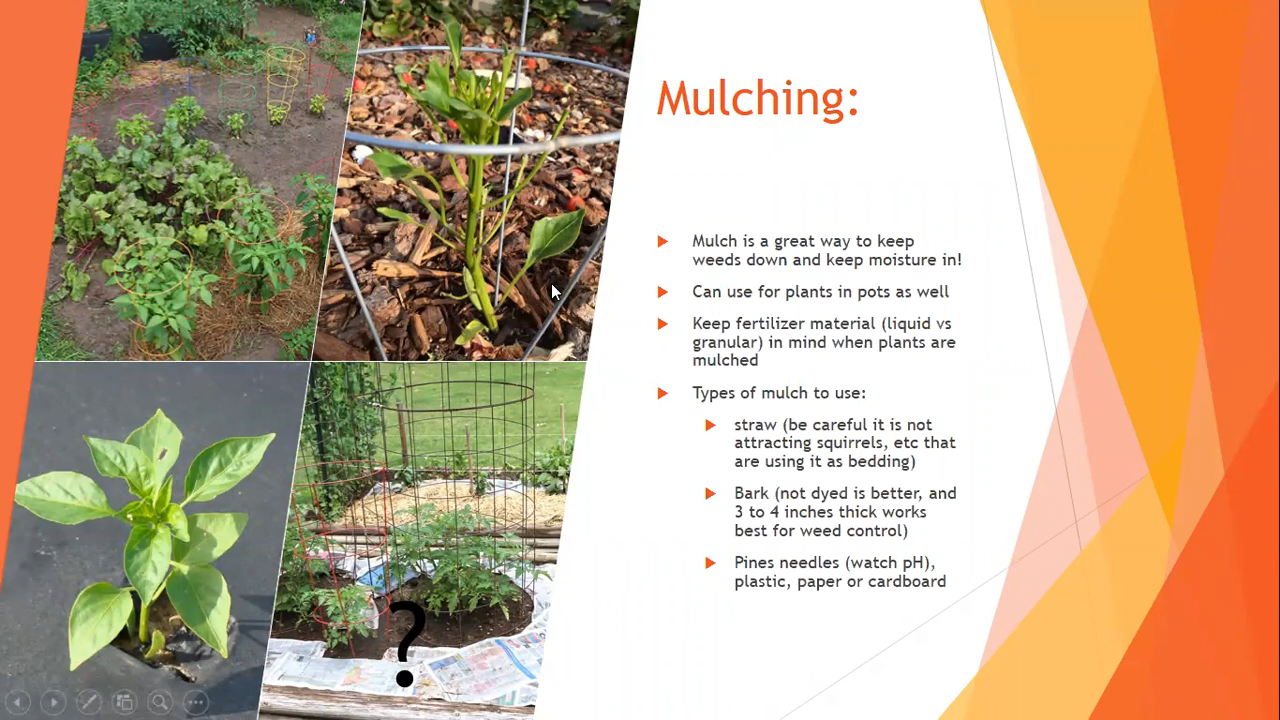 Mulching:
Mulch is a great way to keep
weeds down and keep moisture in!
Can use for plants in pots as well
Keep fertilizer material (liquid vs
granular) in mind when plants are
mulched
Types of mulch to use:
straw (be careful it is not
attracting squirrels, etc that
are using it as bedding)
Bark (not dyed is better, and
3 to 4 inches thick works
best for weed control)
Pines needles (watch pH),
plastic, paper or cardboard
?